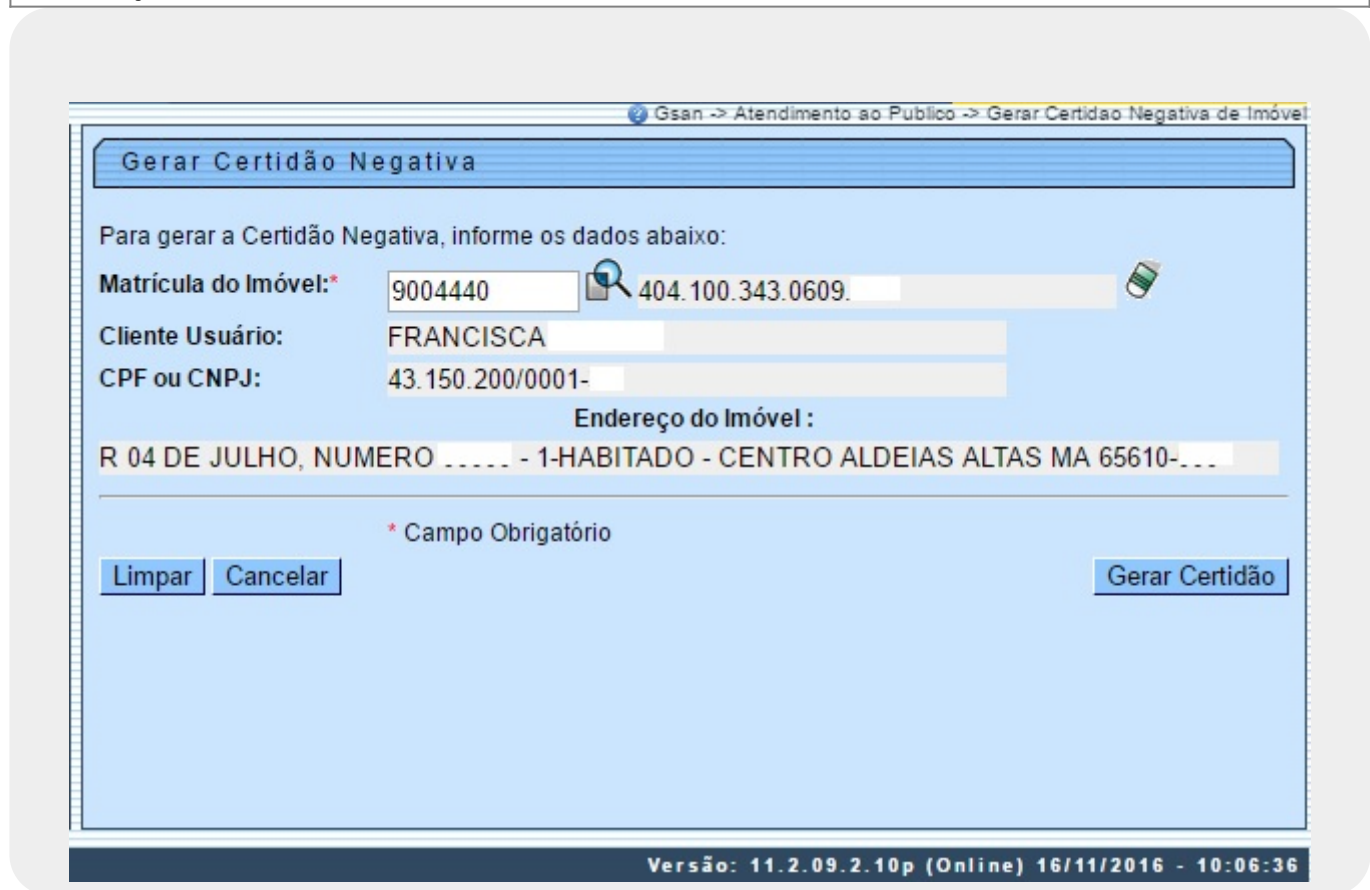 Gsan -> Atendimento ao Publico -> Gerar Certidao Negativa de Imóvel
Gerar Certidão Negativa
Para gerar a Certidão Negativa, informe os dados abaixo:
Matrícula do Imóvel:* 9004440 404.100.343.0609.
Cliente Usuário: FRANCISCA
CPF ou CNPJ: 43.150.200/0001-
Endereço do Imóvel :
R 04 DE JULHO, NUMERO - 1-HABITADO - CENTRO ALDEIAS ALTAS MA 65610-
* Campo Obrigatório
Limpar Cancelar Gerar Certidão
Versão: 11.2.09.2.10p (Online) 16/11/2016 - 10:06:36